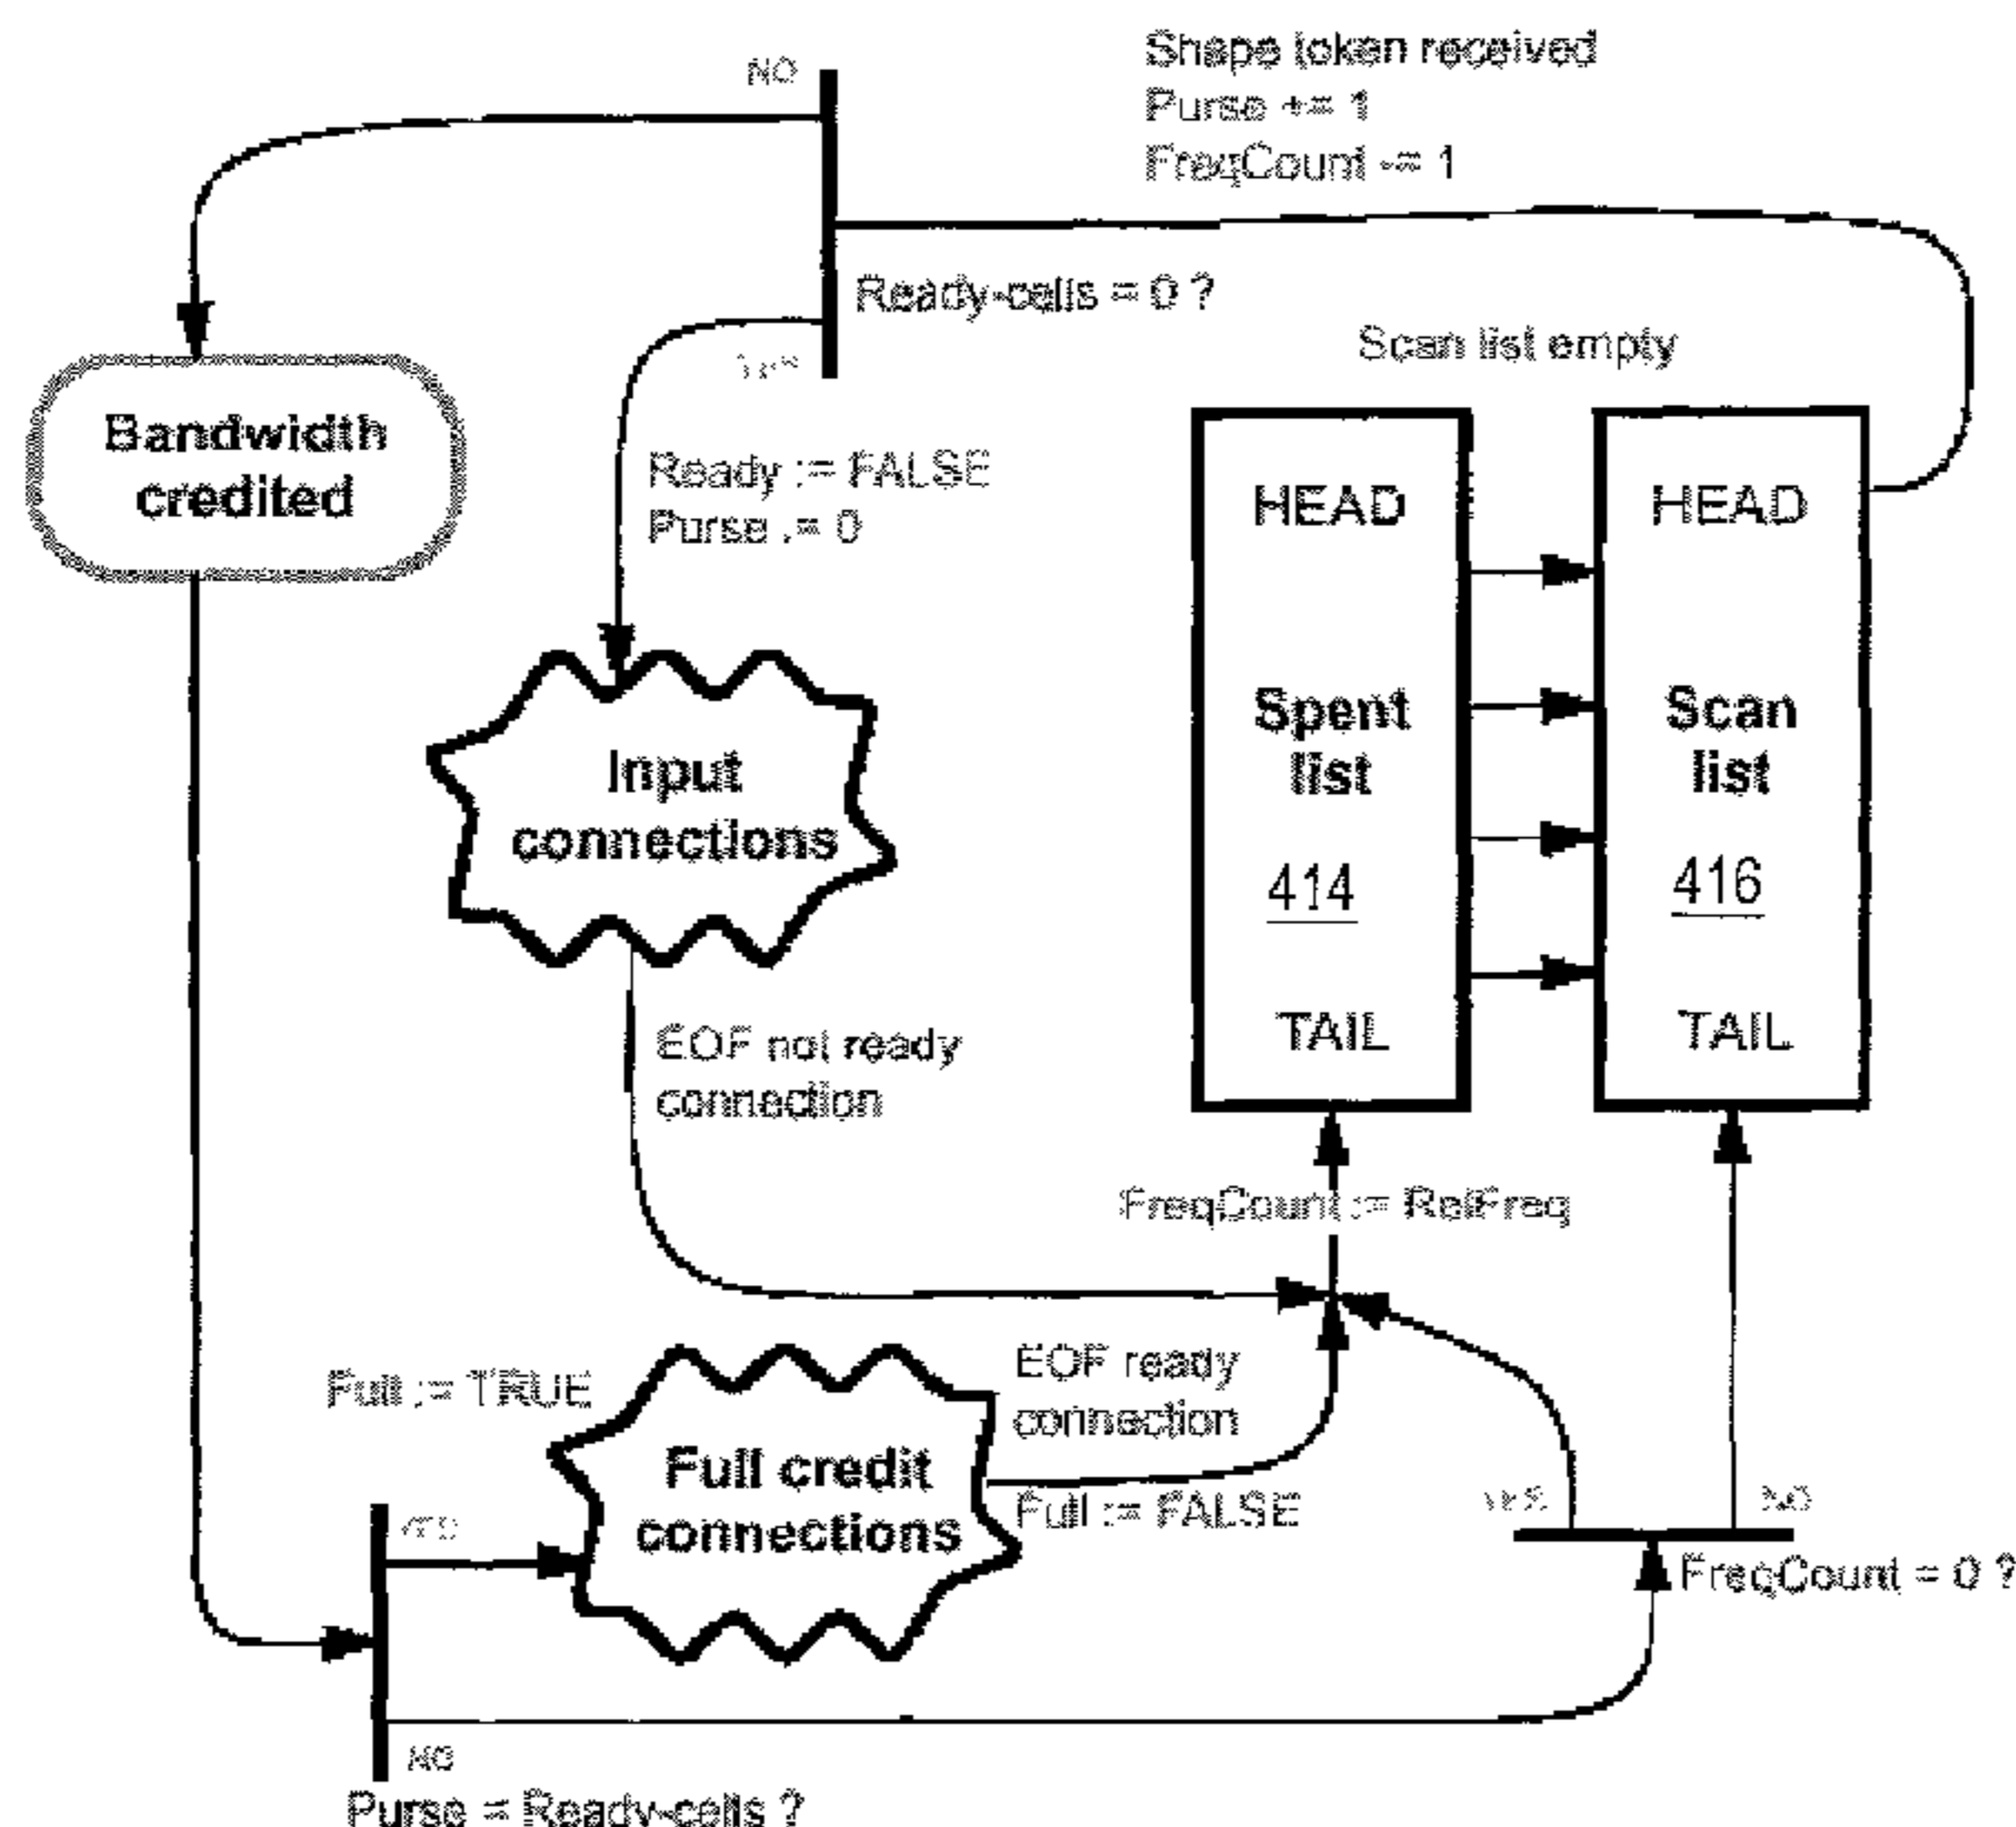 NO
Shape token received
Purse += 1
FreqCount -= 1
Ready-cells = 0 ?
Scan list empty
Bandwidth
credited
Ready := FALSE
Purse := 0
HEAD
HEAD
Input
connections
Spent
list
Scan
list
414
416
TAIL
TAIL
EOF not ready
connection
FreqCount := RelFreq
Full := TRUE
EOF ready
connection
Full credit
connections
Full := FALSE
YES
NO
FreqCount = 0 ?
NO
Purse = Ready-cells ?